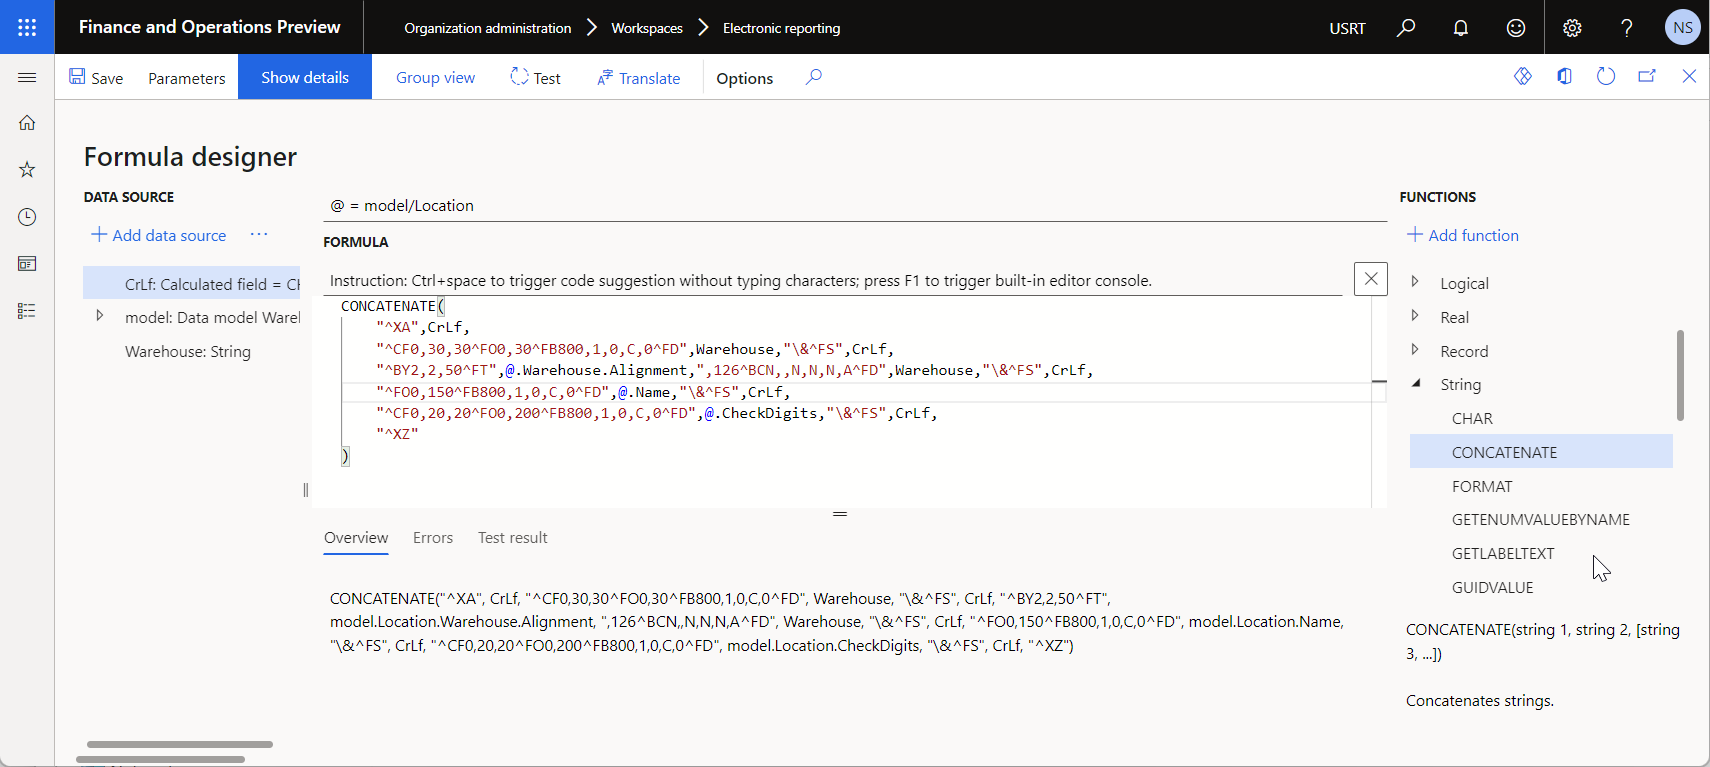 Finance and Operations Preview
Organization administration
Workspaces
Electronic reporting
USRT
NS
Save
Parameters
Show details
Group view
Test
Translate
Options
Formula designer
DATA SOURCE
Add data source
···
CrLf: Calculated field = CH
model: Data model Wareh
Warehouse: String
@ = model/Location
FORMULA
Instruction: Ctrl+space to trigger code suggestion without typing characters; press F1 to trigger built-in editor console.
CONCATENATE(
"^XA",CrLf,
"^CF0,30,30^FO0,30^FB800,1,0,C,0^FD",Warehouse,"\&^FS",CrLf,
"^BY2,2,50^FT",@.Warehouse.Alignment,",126^BCN,,N,N,N,A^FD",Warehouse,"\&^FS",CrLf,
"^FO0,150^FB800,1,0,C,0^FD",@.Name,"\&^FS",CrLf,
"^CF0,20,20^FO0,200^FB800,1,0,C,0^FD",@.CheckDigits,"\&^FS",CrLf,
"^XZ"
)
Overview
Errors
Test result
CONCATENATE("^XA", CrLf, "^CF0,30,30^FO0,30^FB800,1,0,C,0^FD", Warehouse, "\&^FS", CrLf, "^BY2,2,50^FT",
model.Location.Warehouse.Alignment, ",126^BCN,,N,N,N,A^FD", Warehouse, "\&^FS", CrLf, "^FO0,150^FB800,1,0,C,0^FD", model.Location.Name,
"\&^FS", CrLf, "^CF0,20,20^FO0,200^FB800,1,0,C,0^FD", model.Location.CheckDigits, "\&^FS", CrLf, "^XZ")
FUNCTIONS
Add function
Logical
Real
Record
String
CHAR
CONCATENATE
FORMAT
GETENUMVALUEBYNAME
GETLABELTEXT
GUIDVALUE
CONCATENATE(string 1, string 2, [string
3, ...])
Concatenates strings.